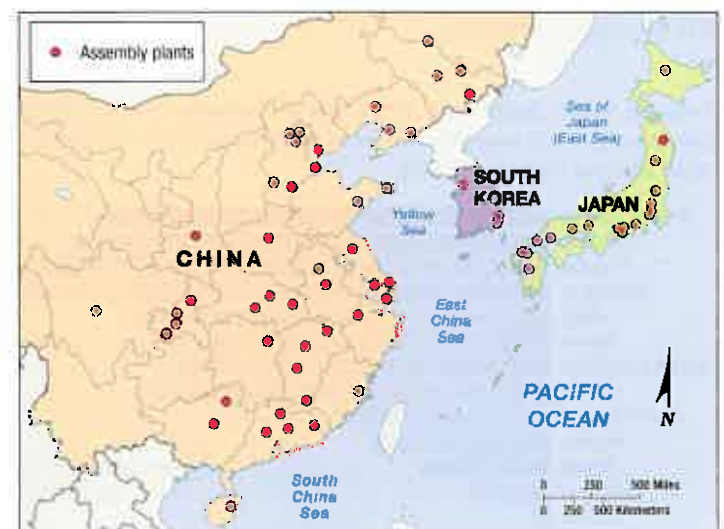 Assembly plants
Sea of
Japan
(East Sea)
SOUTH
KOREA
JAPAN
Yellow
Sea
CHINA
East
China
Sea
PACIFIC
OCEAN
N
South
China
Sea
0 250 500 Miles
0 250 500 Kilometers